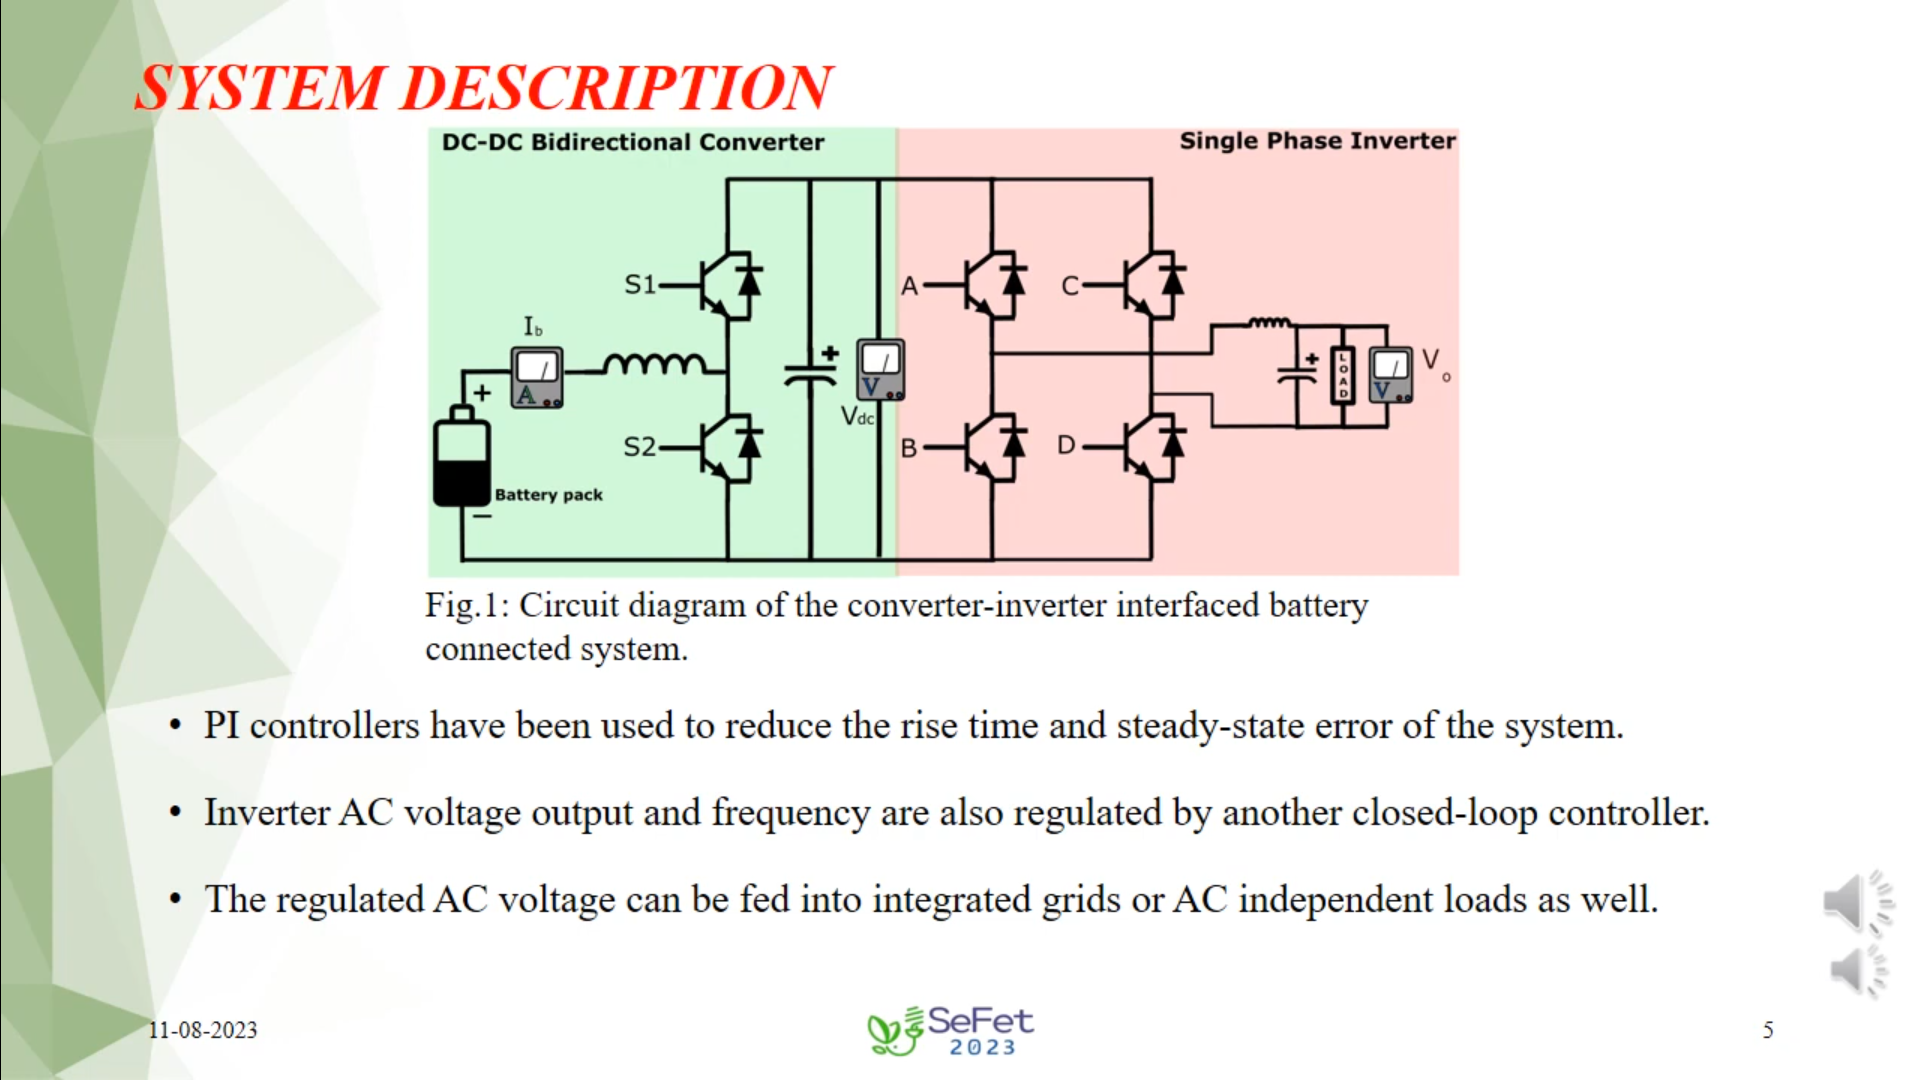 SYSTEM DESCRIPTION
DC-DC Bidirectional Converter
Single Phase Inverter
S1
A
C
Ib
+
+
A
V
Vdc
+
LOAD
V
Vo
S2
B
D
Battery pack
−
Fig.1: Circuit diagram of the converter-inverter interfaced battery
connected system.
• PI controllers have been used to reduce the rise time and steady-state error of the system.
• Inverter AC voltage output and frequency are also regulated by another closed-loop controller.
• The regulated AC voltage can be fed into integrated grids or AC independent loads as well.
11-08-2023
SeFet
2023
5